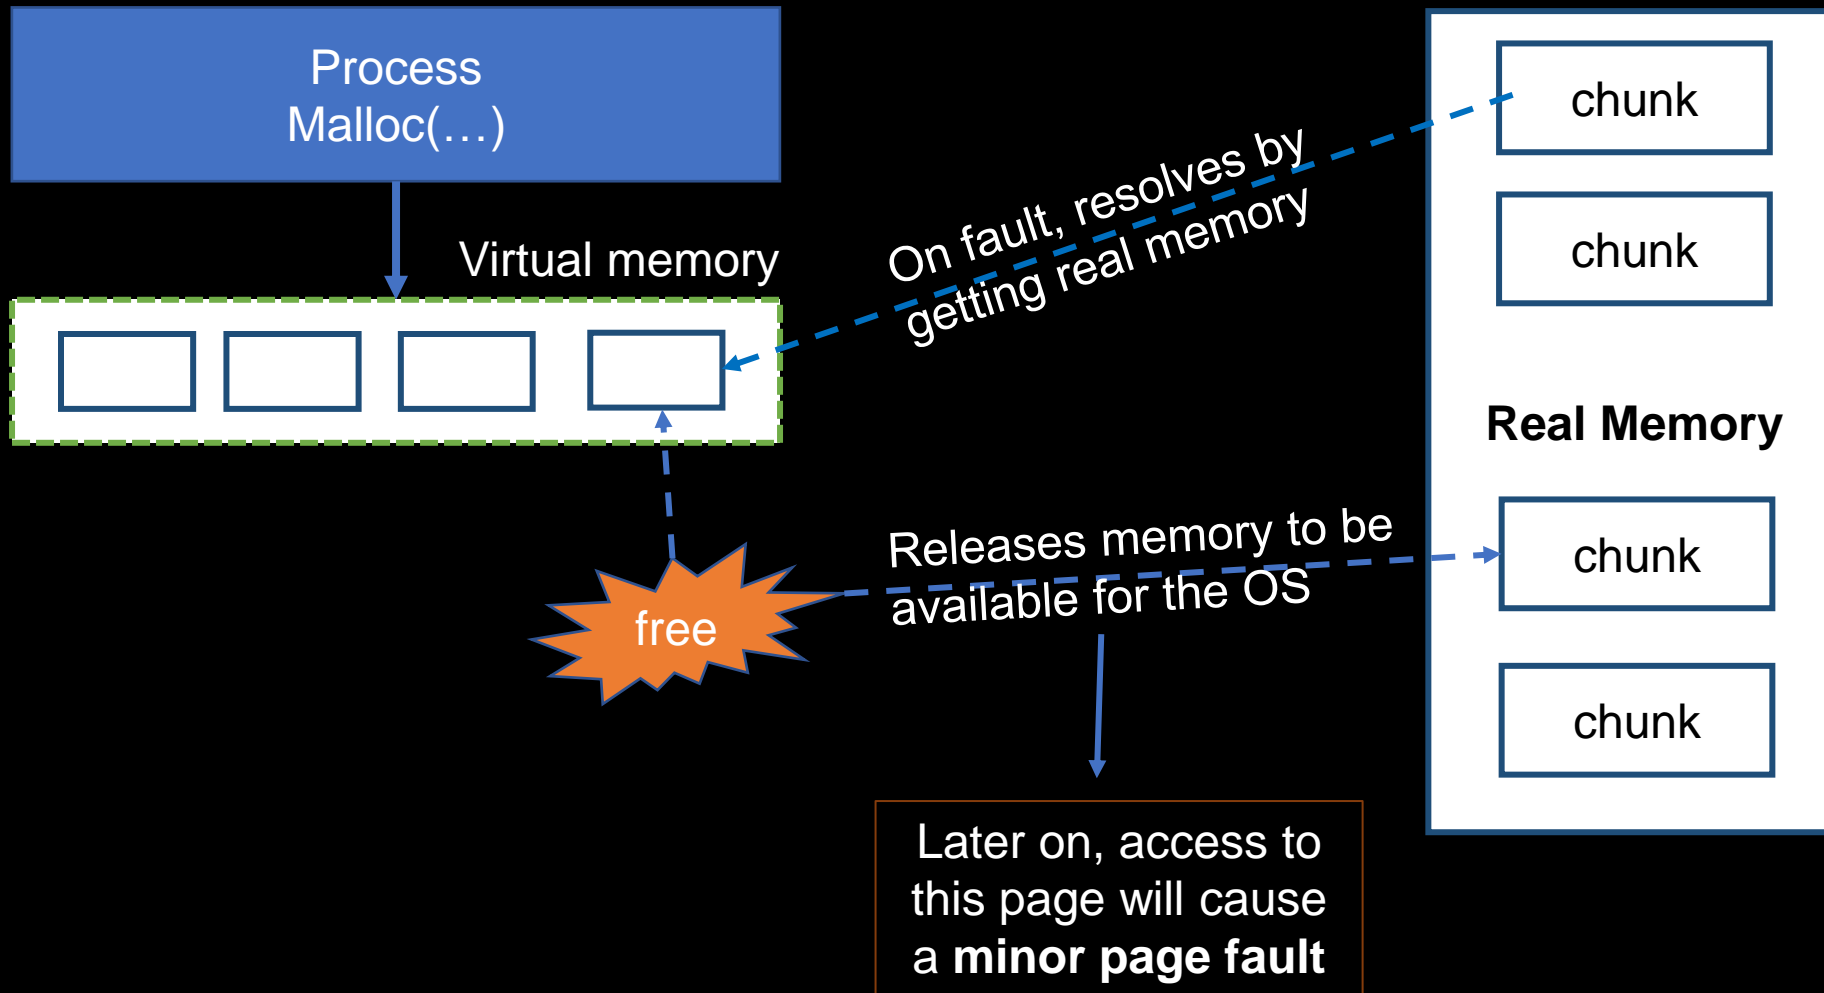 Process
Malloc(…)
Virtual memory
On fault, resolves by
getting real memory
chunk
chunk
Real Memory
chunk
chunk
free
Releases memory to be
available for the OS
Later on, access to
this page will cause
a minor page fault